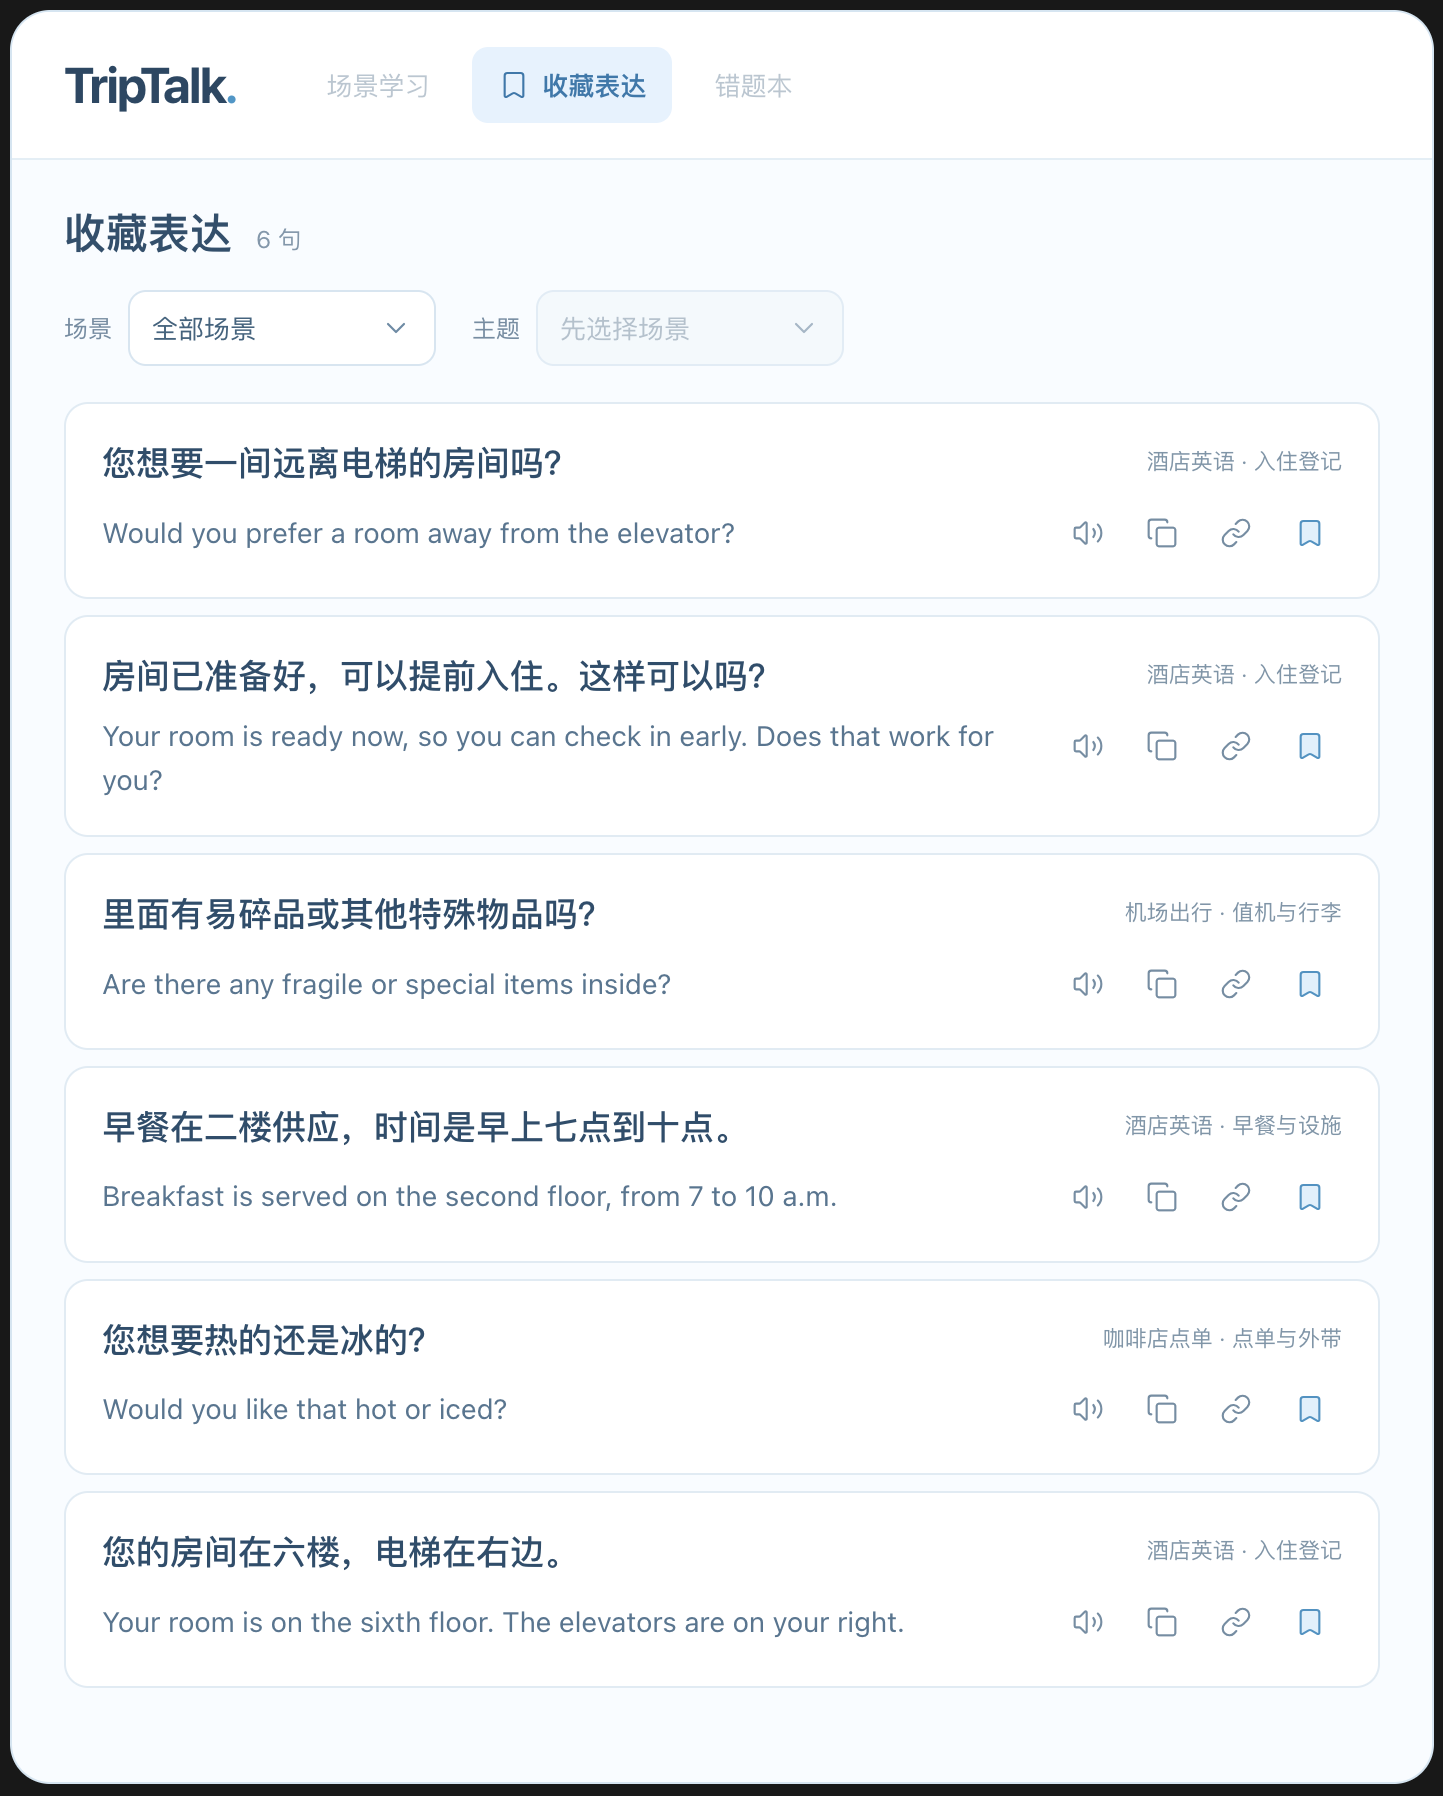 TripTalk.
场景学习
收藏表达
错题本
收藏表达 6 句
场景 全部场景 主题 先选择场景
您想要一间远离电梯的房间吗?
酒店英语 · 入住登记
Would you prefer a room away from the elevator?
房间已准备好，可以提前入住。这样可以吗?
酒店英语 · 入住登记
Your room is ready now, so you can check in early. Does that work for
you?
里面有易碎品或其他特殊物品吗?
机场出行 · 值机与行李
Are there any fragile or special items inside?
早餐在二楼供应，时间是早上七点到十点。
酒店英语 · 早餐与设施
Breakfast is served on the second floor, from 7 to 10 a.m.
您想要热的还是冰的?
咖啡店点单 · 点单与外带
Would you like that hot or iced?
您的房间在六楼，电梯在右边。
酒店英语 · 入住登记
Your room is on the sixth floor. The elevators are on your right.